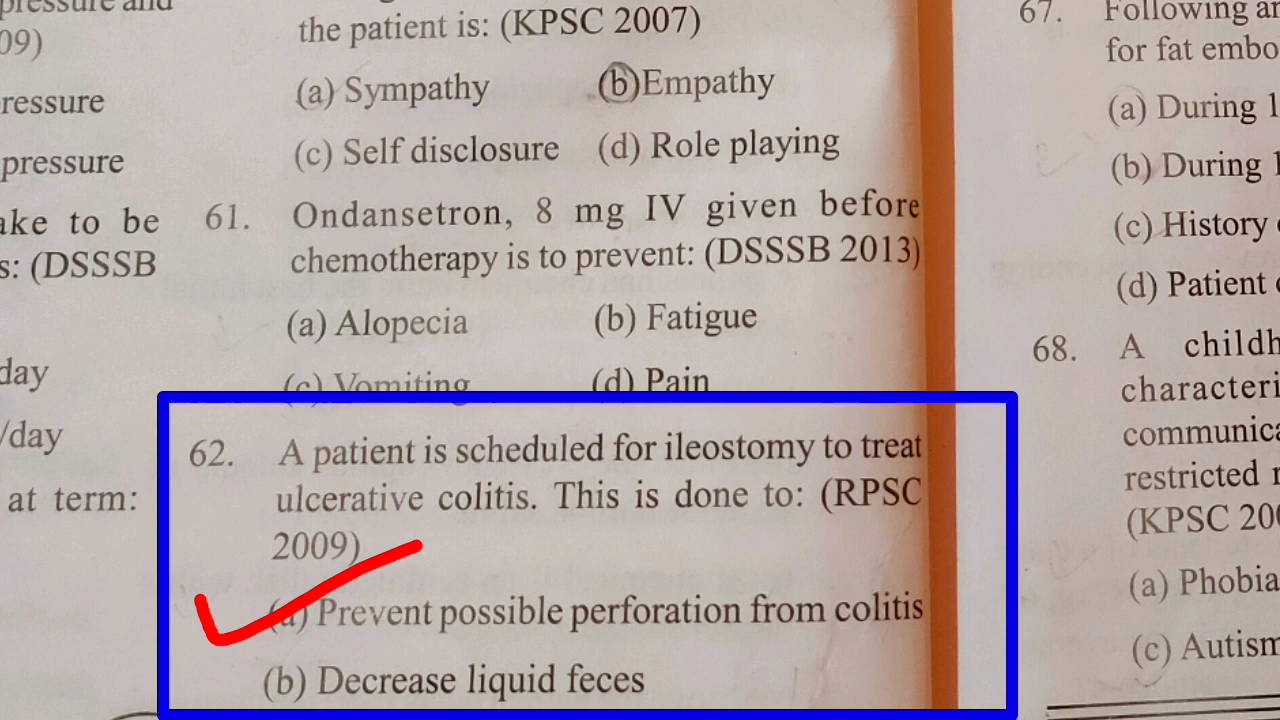 pressure and
09)
ressure
pressure
ake to be
s: (DSSSB
day
/day
at term:
the patient is: (KPSC 2007)
(a) Sympathy (b) Empathy
(c) Self disclosure (d) Role playing
61. Ondansetron, 8 mg IV given before
chemotherapy is to prevent: (DSSSB 2013)
(a) Alopecia (b) Fatigue
(c) Vomiting (d) Pain
62. A patient is scheduled for ileostomy to treat
ulcerative colitis. This is done to: (RPSC
2009)
(a) Prevent possible perforation from colitis
(b) Decrease liquid feces
67. Following ar
for fat embo
(a) During 1
(b) During
(c) History
(d) Patient
68. A childh
characteri
communica
restricted
(KPSC 200
(a) Phobia
(c) Autism